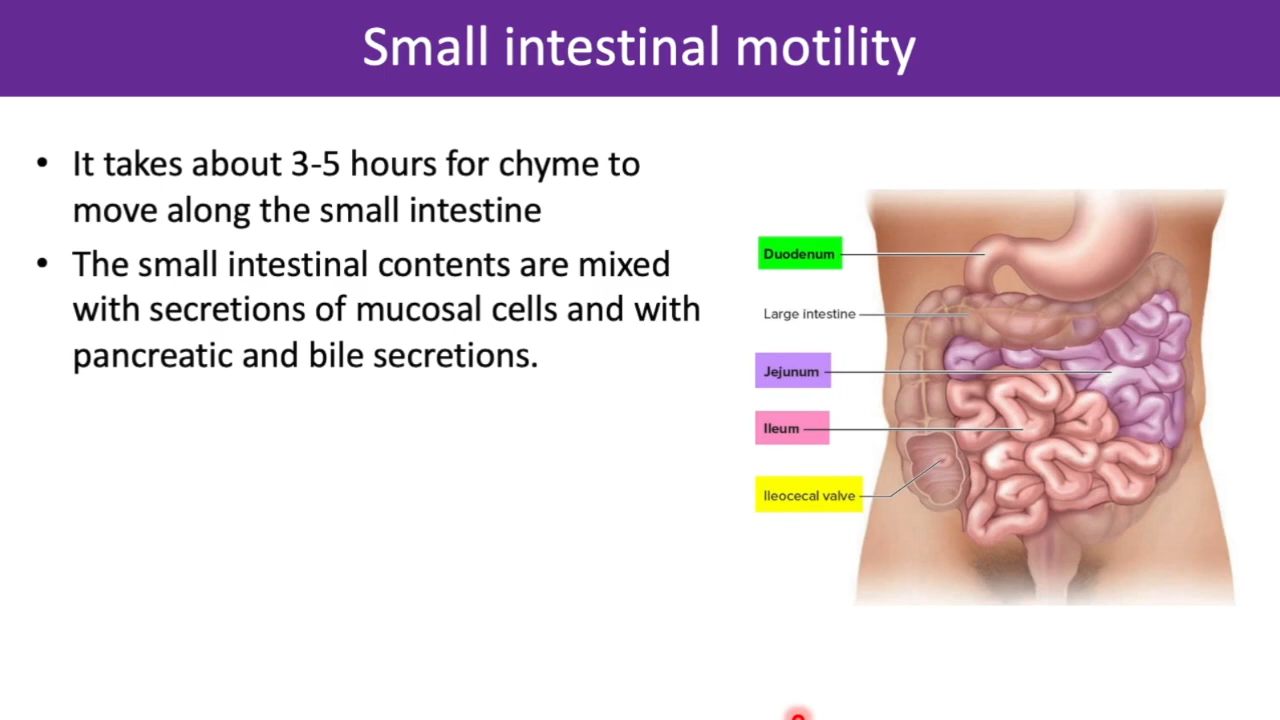 Small intestinal motility
• It takes about 3-5 hours for chyme to
move along the small intestine
• The small intestinal contents are mixed
with secretions of mucosal cells and with
pancreatic and bile secretions.
Duodenum
Large intestine
Jejunum
Ileum
Ileocecal valve